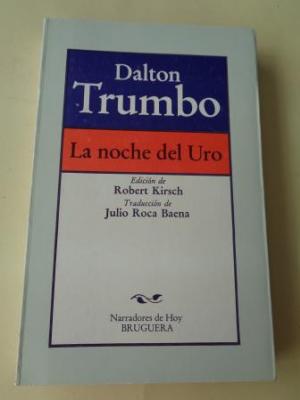 Dalton
Trumbo
La noche del Uro
Edición de
Robert Kirsch
Traducción de
Julio Roca Baena
Narradores de Hoy
BRUGUERA